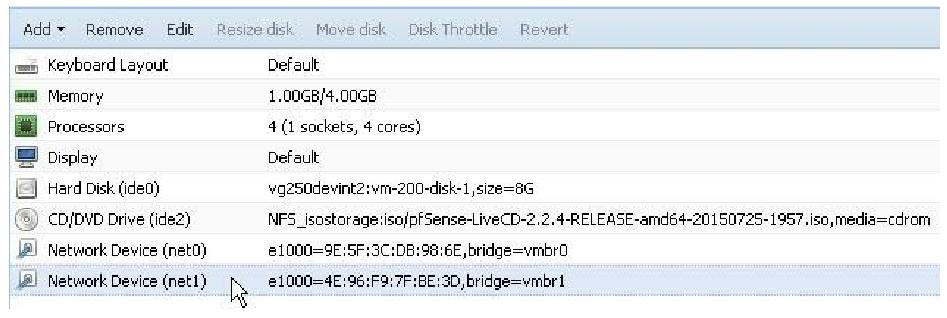 Add Remove Edit Resize disk Move disk Disk Throttle Revert
Keyboard Layout Default
Memory 1.00GB/4.00GB
Processors 4 (1 sockets, 4 cores)
Display Default
Hard Disk (ide0) vg250devint2:vm-200-disk-1,size=8G
CD/DVD Drive (ide2) NFS_isostorage:iso/pfSense-LiveCD-2.2.4-RELEASE-amd64-20150725-1957.iso,media=cdrom
Network Device (net0) e1000=9E:5F:3C:DB:98:6E,bridge=vmbr0
Network Device (net1) e1000=4E:96:F9:7F:BE:3D,bridge=vmbr1